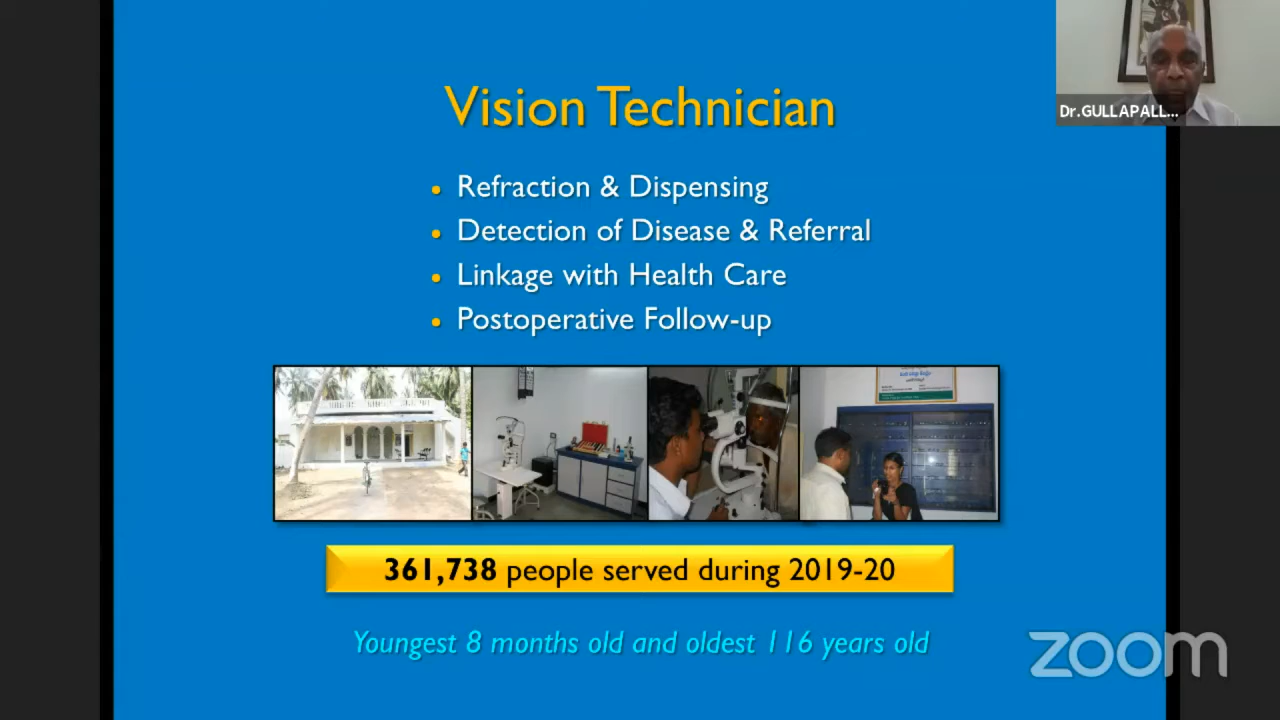 Vision Technician
Dr.GULLAPALL...
• Refraction & Dispensing
• Detection of Disease & Referral
• Linkage with Health Care
• Postoperative Follow-up
361,738 people served during 2019-20
Youngest 8 months old and oldest 116 years old
zoom